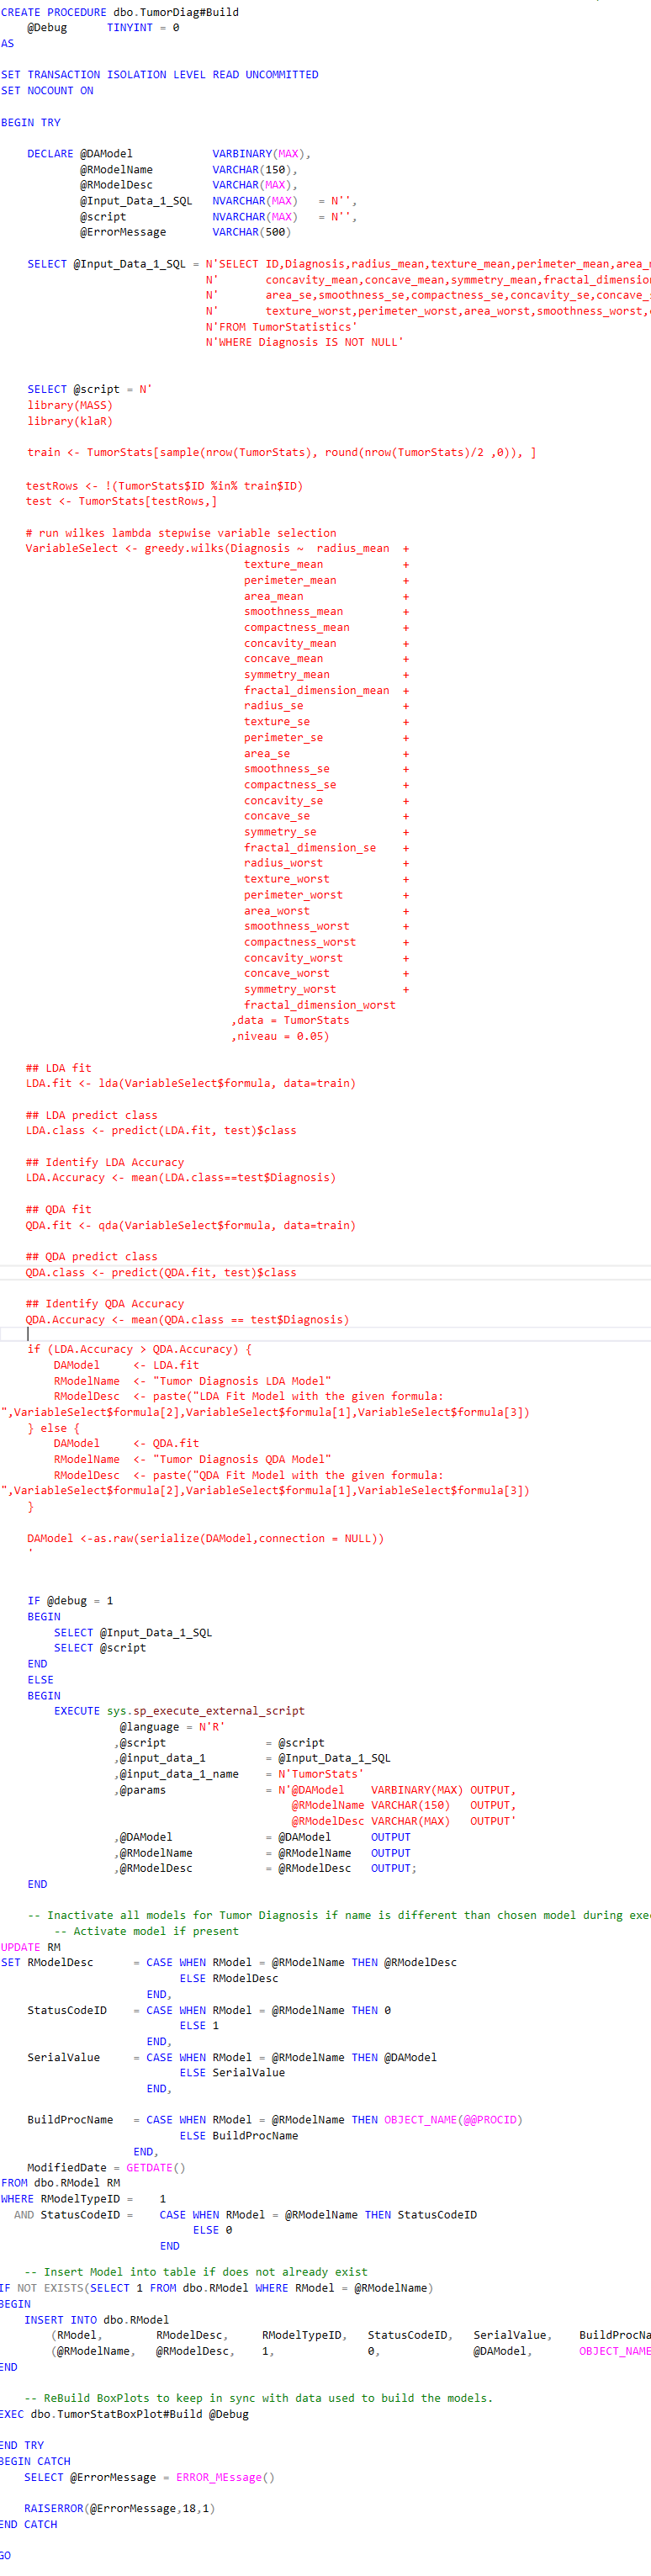 CREATE PROCEDURE dbo.TumorDiag#Build
@Debug TINYINT = 0
AS
SET TRANSACTION ISOLATION LEVEL READ UNCOMMITTED
SET NOCOUNT ON
BEGIN TRY
DECLARE @DAModel VARBINARY(MAX),
@RModelName VARCHAR(150),
@RModelDesc VARCHAR(MAX),
@Input_Data_1_SQL NVARCHAR(MAX) = N'',
@script NVARCHAR(MAX) = N'',
@ErrorMessage VARCHAR(500)
SELECT @Input_Data_1_SQL = N'SELECT ID,Diagnosis,radius_mean,texture_mean,perimeter_mean,area_
N' concavity_mean,concave_mean,symmetry_mean,fractal_dimension
N' area_se,smoothness_se,compactness_se,concavity_se,concave_s
N' texture_worst,perimeter_worst,area_worst,smoothness_worst,
N'FROM TumorStatistics'
N'WHERE Diagnosis IS NOT NULL'
SELECT @script = N'
library(MASS)
library(klaR)
train <- TumorStats[sample(nrow(TumorStats), round(nrow(TumorStats)/2 ,0)), ]
testRows <- !(TumorStats$ID %in% train$ID)
test <- TumorStats[testRows,]
# run wilkes lambda stepwise variable selection
VariableSelect <- greedy.wilks(Diagnosis ~ radius_mean +
texture_mean +
perimeter_mean +
area_mean +
smoothness_mean +
compactness_mean +
concavity_mean +
concave_mean +
symmetry_mean +
fractal_dimension_mean +
radius_se +
texture_se +
perimeter_se +
area_se +
smoothness_se +
compactness_se +
concavity_se +
concave_se +
symmetry_se +
fractal_dimension_se +
radius_worst +
texture_worst +
perimeter_worst +
area_worst +
smoothness_worst +
compactness_worst +
concavity_worst +
concave_worst +
symmetry_worst +
fractal_dimension_worst
,data = TumorStats
,niveau = 0.05)
## LDA fit
LDA.fit <- lda(VariableSelect$formula, data=train)
## LDA predict class
LDA.class <- predict(LDA.fit, test)$class
## Identify LDA Accuracy
LDA.Accuracy <- mean(LDA.class==test$Diagnosis)
## QDA fit
QDA.fit <- qda(VariableSelect$formula, data=train)
## QDA predict class
QDA.class <- predict(QDA.fit, test)$class
## Identify QDA Accuracy
QDA.Accuracy <- mean(QDA.class == test$Diagnosis)
if (LDA.Accuracy > QDA.Accuracy) {
DAModel <- LDA.fit
RModelName <- "Tumor Diagnosis LDA Model"
RModelDesc <- paste("LDA Fit Model with the given formula:
",VariableSelect$formula[2],VariableSelect$formula[1],VariableSelect$formula[3])
} else {
DAModel <- QDA.fit
RModelName <- "Tumor Diagnosis QDA Model"
RModelDesc <- paste("QDA Fit Model with the given formula:
",VariableSelect$formula[2],VariableSelect$formula[1],VariableSelect$formula[3])
}
DAModel <-as.raw(serialize(DAModel,connection = NULL))
'
IF @debug = 1
BEGIN
SELECT @Input_Data_1_SQL
SELECT @script
END
ELSE
BEGIN
EXECUTE sys.sp_execute_external_script
@language = N'R'
,@script = @script
,@input_data_1 = @Input_Data_1_SQL
,@input_data_1_name = N'TumorStats'
,@params = N'@DAModel VARBINARY(MAX) OUTPUT,
@RModelName VARCHAR(150) OUTPUT,
@RModelDesc VARCHAR(MAX) OUTPUT'
,@DAModel = @DAModel OUTPUT
,@RModelName = @RModelName OUTPUT
,@RModelDesc = @RModelDesc OUTPUT;
END
-- Inactivate all models for Tumor Diagnosis if name is different than chosen model during exe
-- Activate model if present
UPDATE RM
SET RModelDesc = CASE WHEN RModel = @RModelName THEN @RModelDesc
ELSE RModelDesc
END,
StatusCodeID = CASE WHEN RModel = @RModelName THEN 0
ELSE 1
END,
SerialValue = CASE WHEN RModel = @RModelName THEN @DAModel
ELSE SerialValue
END,
BuildProcName = CASE WHEN RModel = @RModelName THEN OBJECT_NAME(@@PROCID)
ELSE BuildProcName
END,
ModifiedDate = GETDATE()
FROM dbo.RModel RM
WHERE RModelTypeID = 1
AND StatusCodeID = CASE WHEN RModel = @RModelName THEN StatusCodeID
ELSE 0
END
-- Insert Model into table if does not already exist
IF NOT EXISTS(SELECT 1 FROM dbo.RModel WHERE RModel = @RModelName)
BEGIN
INSERT INTO dbo.RModel
(RModel, RModelDesc, RModelTypeID, StatusCodeID, SerialValue, BuildProcNa
(@RModelName, @RModelDesc, 1, 0, @DAModel, OBJECT_NAME
END
-- ReBuild BoxPlots to keep in sync with data used to build the models.
EXEC dbo.TumorStatBoxPlot#Build @Debug
END TRY
BEGIN CATCH
SELECT @ErrorMessage = ERROR_MEssage()
RAISERROR(@ErrorMessage,18,1)
END CATCH
GO